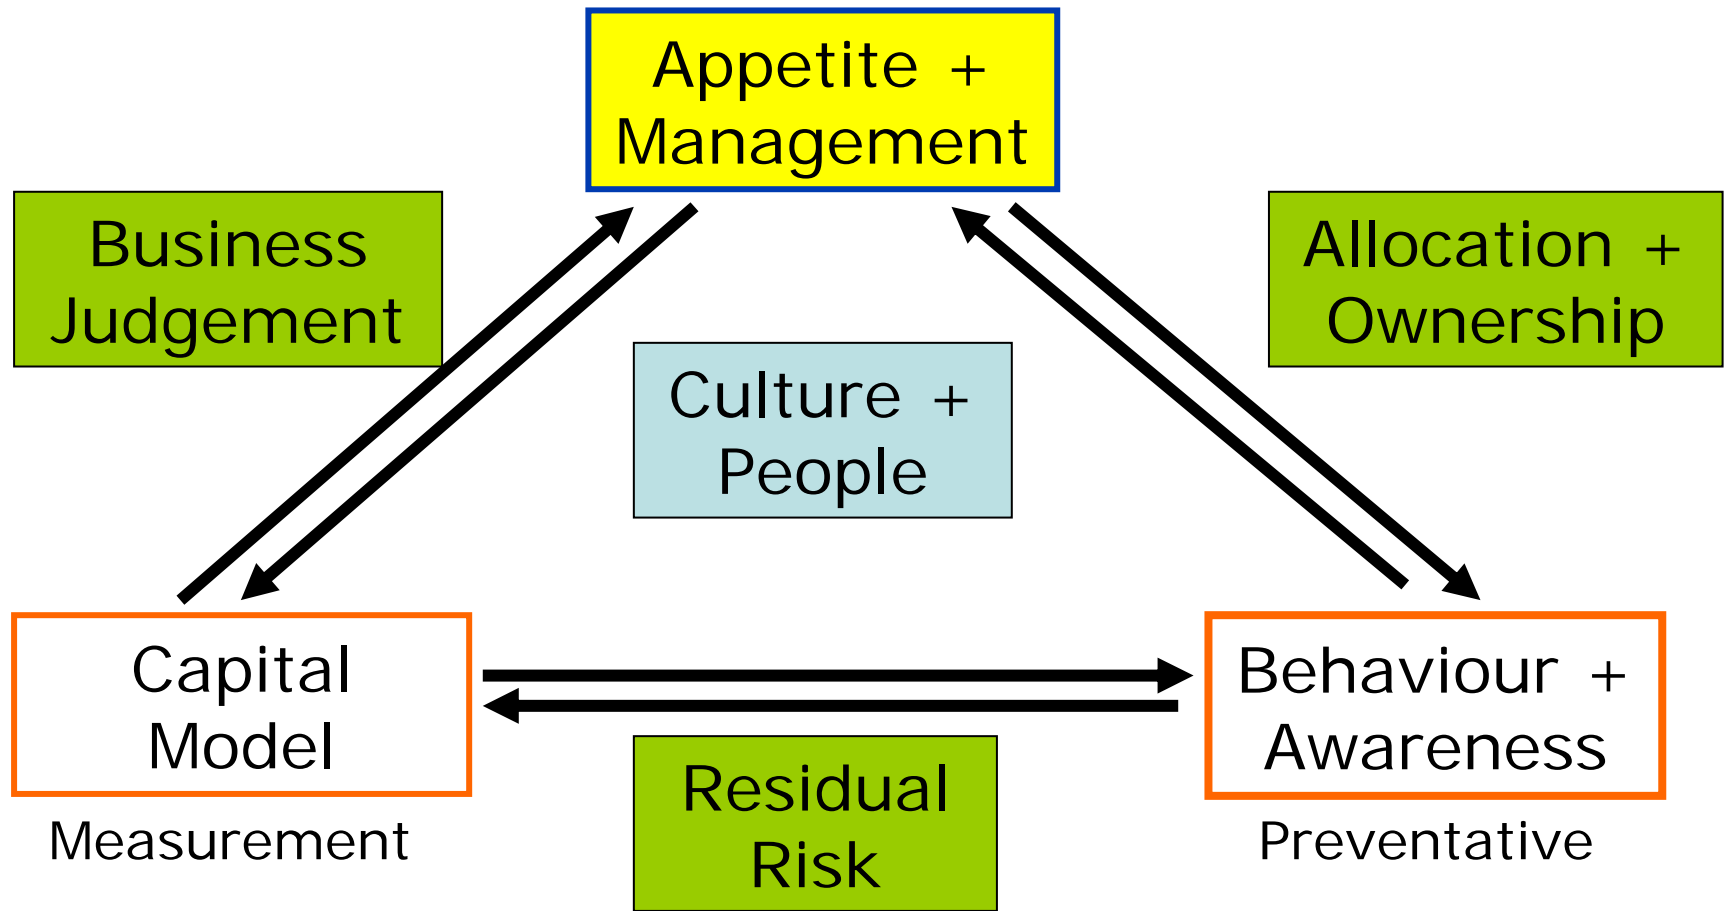 Appetite +
Management
Business
Judgement
Allocation +
Ownership
Culture +
People
Capital
Model
Behaviour +
Awareness
Residual
Risk
Measurement
Preventative